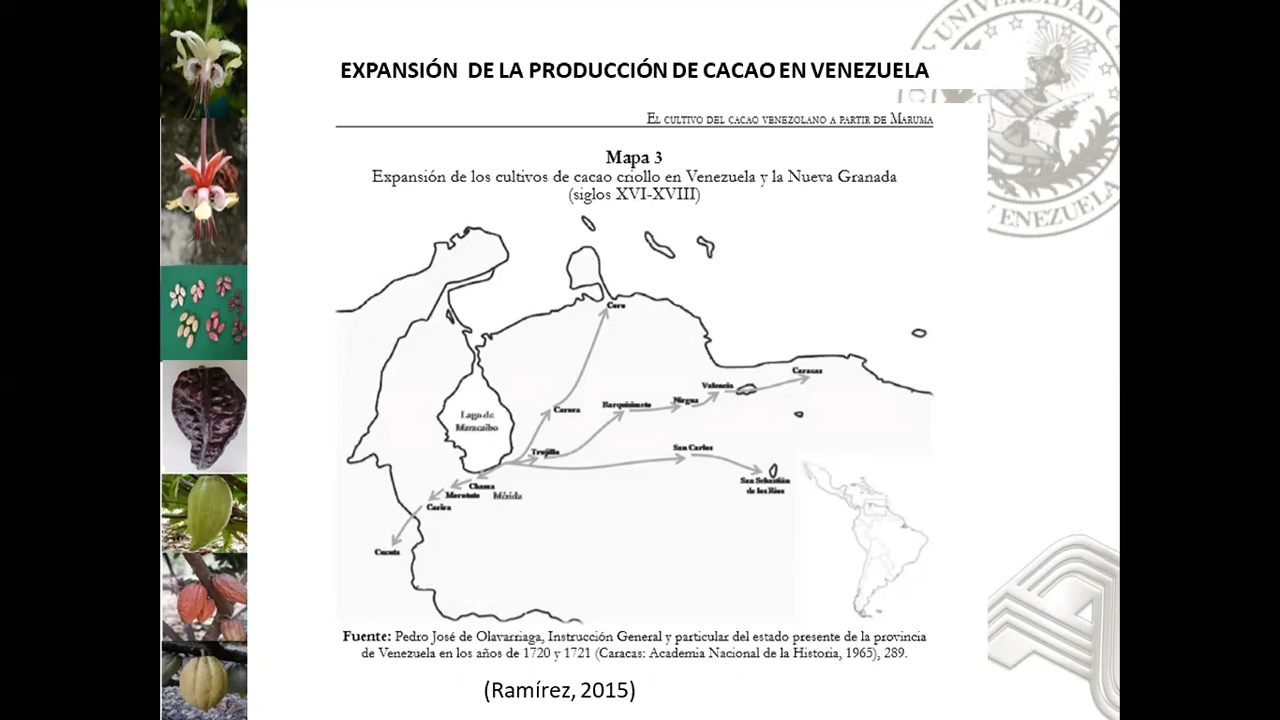 UNIVERSIDAD C
EXPANSIÓN DE LA PRODUCCIÓN DE CACAO EN VENEZUELA
El cultivo del cacao venezolano a partir de Maruma
Mapa 3
Expansión de los cultivos de cacao criollo en Venezuela y la Nueva Granada
(siglos XVI-XVIII)
VENEZUELA
Coro
Caracas
Valencia
Nirgua
Barquisimeto
Carora
Lago de
Maracaibo
San Carlos
Trujillo
San Sebastián
de los Ríos
Chama
Mérida
Cúcuta
Fuente: Pedro José de Olavarriaga, Instrucción General y particular del estado presente de la provincia
de Venezuela en los años de 1720 y 1721 (Caracas: Academia Nacional de la Historia, 1965), 289.
(Ramírez, 2015)